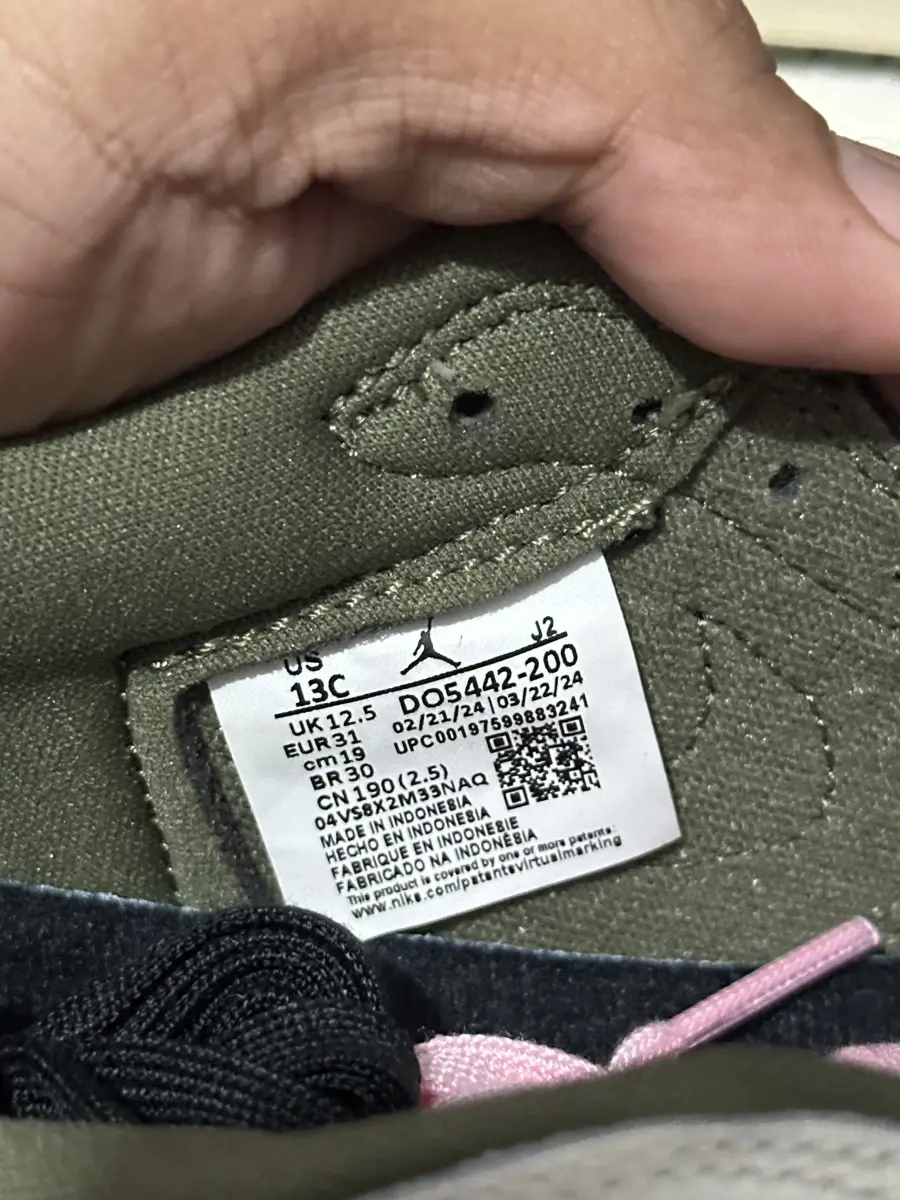 US
J2
13C
DO5442-200
UK 12.5
02/21/24 | 03/22/24
EUR 31
UPC00197599883241
cm 19
BR 30
CN 190 (2.5)
04VS8X2M33NAQ
MADE IN INDONESIA
HECHO EN INDONESIA
FABRIQUE EN INDONESIE
FABRICADO NA INDONÉSIA
This product is covered by one or more patents:
www.nike.com/patentsvirtualmarking